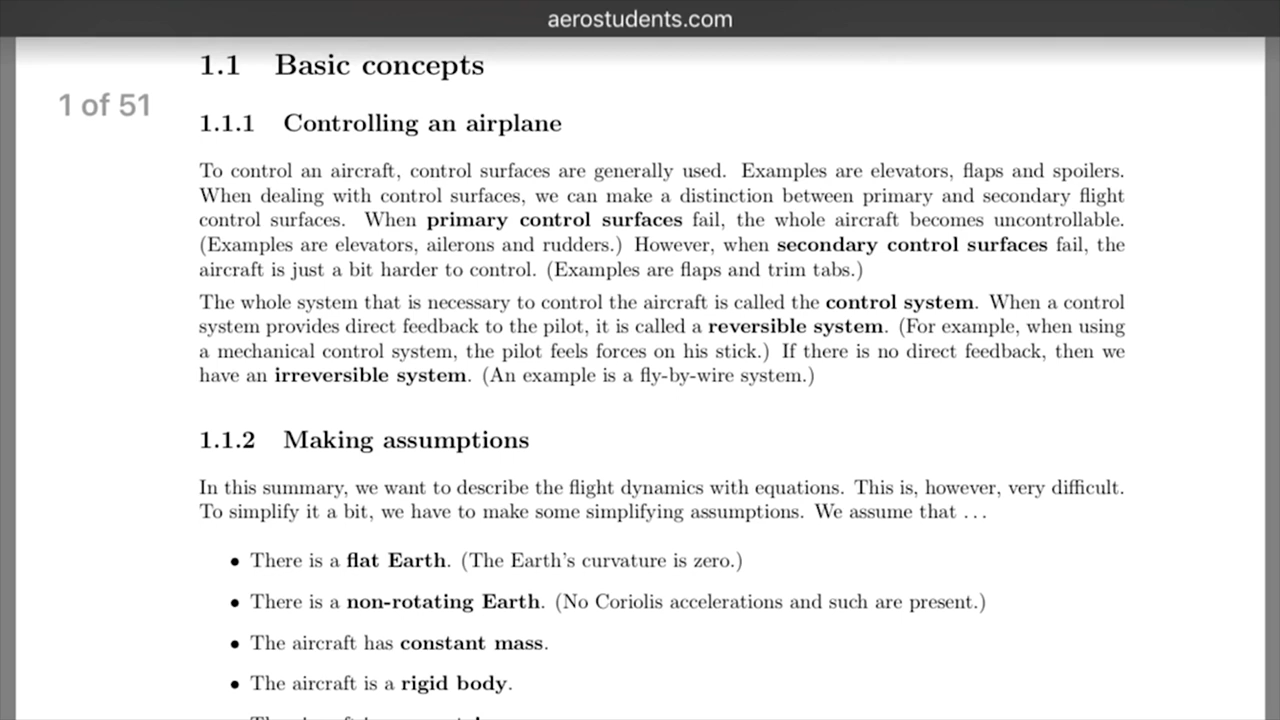 aerostudents.com
1.1 Basic concepts
1 of 51
1.1.1 Controlling an airplane
To control an aircraft, control surfaces are generally used. Examples are elevators, flaps and spoilers.
When dealing with control surfaces, we can make a distinction between primary and secondary flight
control surfaces. When primary control surfaces fail, the whole aircraft becomes uncontrollable.
(Examples are elevators, ailerons and rudders.) However, when secondary control surfaces fail, the
aircraft is just a bit harder to control. (Examples are flaps and trim tabs.)
The whole system that is necessary to control the aircraft is called the control system. When a control
system provides direct feedback to the pilot, it is called a reversible system. (For example, when using
a mechanical control system, the pilot feels forces on his stick.) If there is no direct feedback, then we
have an irreversible system. (An example is a fly-by-wire system.)
1.1.2 Making assumptions
In this summary, we want to describe the flight dynamics with equations. This is, however, very difficult.
To simplify it a bit, we have to make some simplifying assumptions. We assume that ...
• There is a flat Earth. (The Earth's curvature is zero.)
• There is a non-rotating Earth. (No Coriolis accelerations and such are present.)
• The aircraft has constant mass.
• The aircraft is a rigid body.